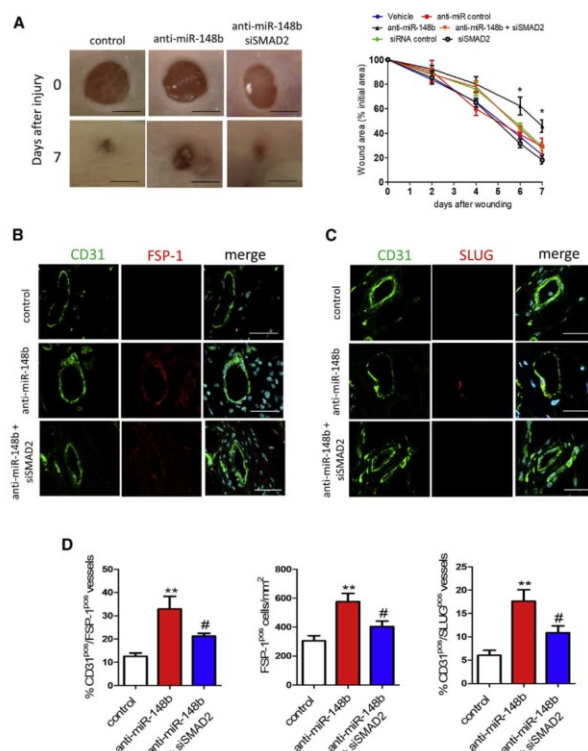 A
control
anti-miR-148b
anti-miR-148b
siSMAD2
Days after injury
0
7
Vehicle
anti-miR control
anti-miR-148b
anti-miR-148b + siSMAD2
siRNA control
siSMAD2
Wound area (% initial area)
100
80
60
40
20
0
* *
0 1 2 3 4 5 6 7
days after wounding
B
CD31 FSP-1 merge
control
anti-miR-148b
anti-miR-148b +
siSMAD2
C
CD31 SLUG merge
control
anti-miR-148b
anti-miR-148b +
siSMAD2
D
% CD31pos/FSP-1pos vessels
50
40
30
20
10
0
**
#
control
anti-miR-148b
anti-miR-148b
+ siSMAD2
FSP-1pos cells/mm2
800
600
400
200
0
**
#
control
anti-miR-148b
anti-miR-148b
+ siSMAD2
% CD31pos/SLUGpos vessels
25
20
15
10
5
0
**
#
control
anti-miR-148b
anti-miR-148b
+ siSMAD2